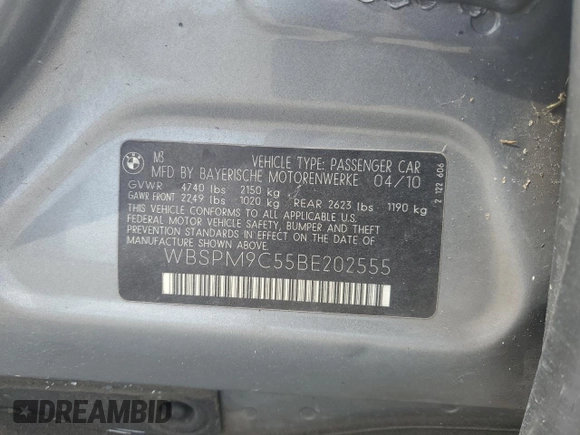 BMW
M3 VEHICLE TYPE: PASSENGER CAR
MFD BY BAYERISCHE MOTORENWERKE 04/10
GVWR 4740 lbs 2150 kg
GAWR FRONT 2249 lbs 1020 kg REAR 2623 lbs 1190 kg
THIS VEHICLE CONFORMS TO ALL APPLICABLE U.S.
FEDERAL MOTOR VEHICLE SAFETY, BUMPER, AND THEFT
PREVENTION STANDARDS IN EFFECT ON THE DATE OF
MANUFACTURE SHOWN ABOVE.
WBSPM9C55BE202555
2 122 606
DREAMBID